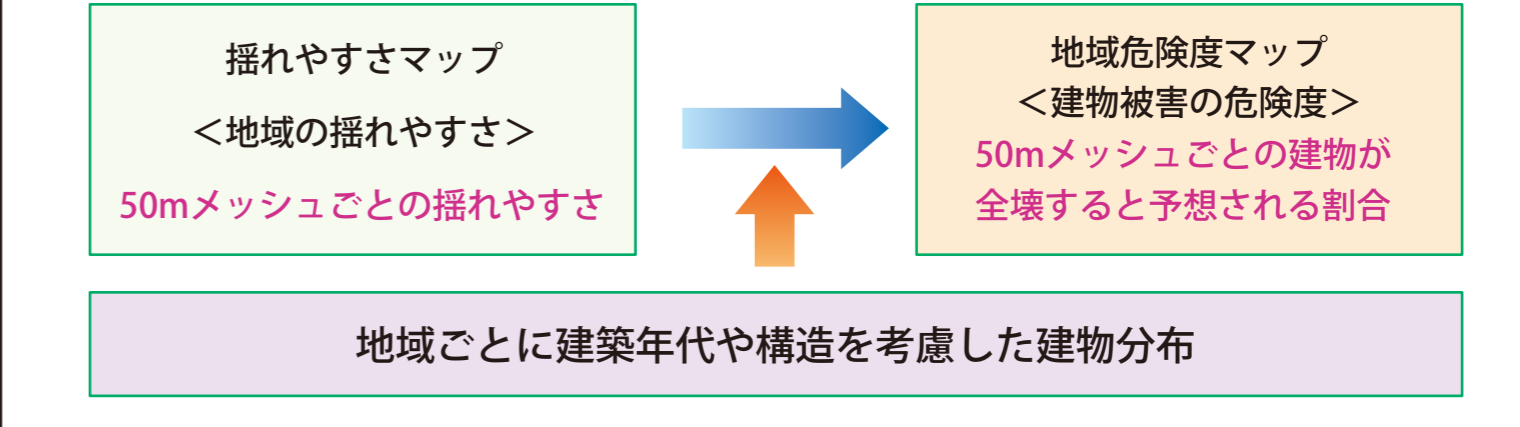 揺れやすさマップ
＜地域の揺れやすさ＞
50mメッシュごとの揺れやすさ
地域危険度マップ
＜建物被害の危険度＞
50mメッシュごとの建物が
全壊すると予想される割合
地域ごとに建築年代や構造を考慮した建物分布